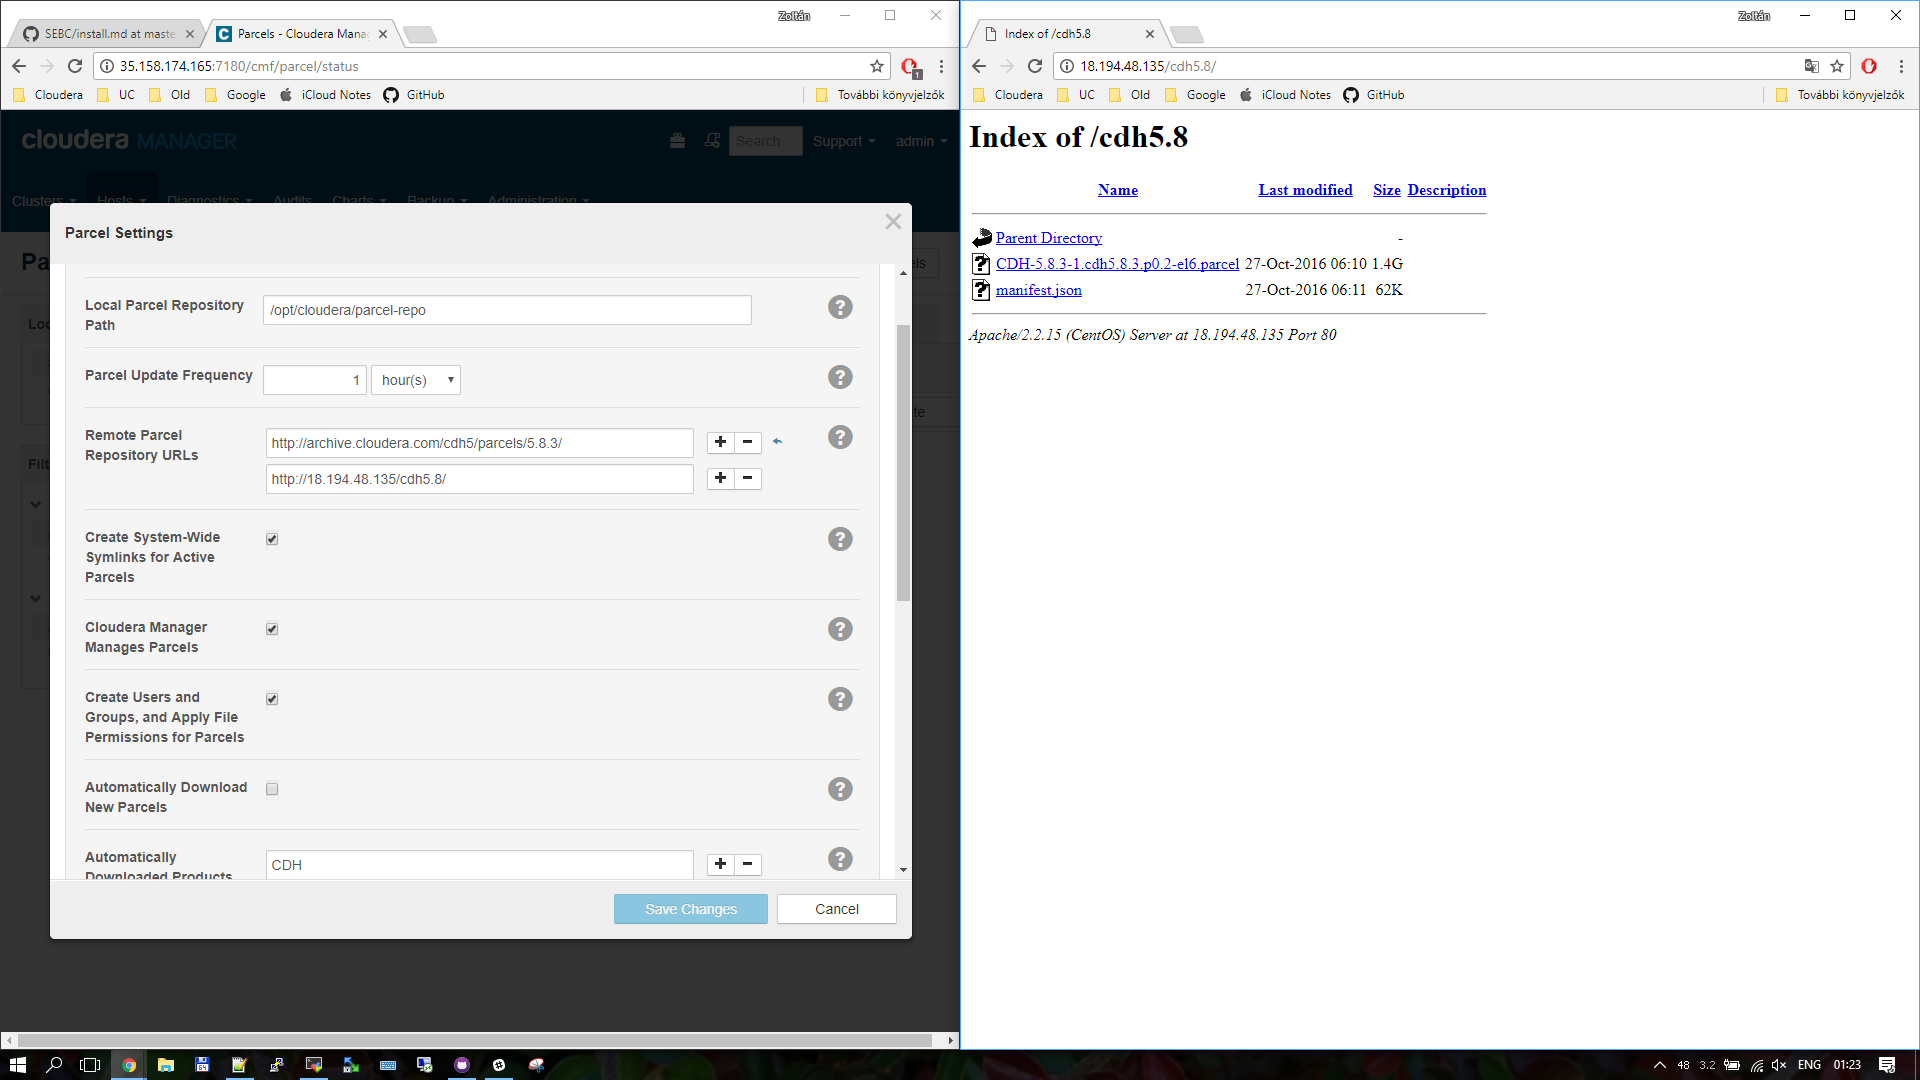 Zoltán
SEBC/install.md at maste
Parcels - Cloudera Mana
35.158.174.165:7180/cmf/parcel/status
1
Cloudera
UC
Old
Google
iCloud Notes
GitHub
További könyvjelzők
cloudera MANAGER
Search
Support
admin
Clusters
Hosts
Diagnostics
Audits
Charts
Backup
Administration
Parcel Settings
Local Parcel Repository
Path
/opt/cloudera/parcel-repo
Parcel Update Frequency
1
hour(s)
Remote Parcel
Repository URLs
http://archive.cloudera.com/cdh5/parcels/5.8.3/
http://18.194.48.135/cdh5.8/
Create System-Wide
Symlinks for Active
Parcels
Cloudera Manager
Manages Parcels
Create Users and
Groups, and Apply File
Permissions for Parcels
Automatically Download
New Parcels
Automatically
Downloaded Products
CDH
Save Changes
Cancel
Zoltán
Index of /cdh5.8
18.194.48.135/cdh5.8/
Cloudera
UC
Old
Google
iCloud Notes
GitHub
További könyvjelzők
Index of /cdh5.8
Name Last modified Size Description
Parent Directory -
CDH-5.8.3-1.cdh5.8.3.p0.2-el6.parcel 27-Oct-2016 06:10 1.4G
manifest.json 27-Oct-2016 06:11 62K
Apache/2.2.15 (CentOS) Server at 18.194.48.135 Port 80
48
3.2
ENG
01:23